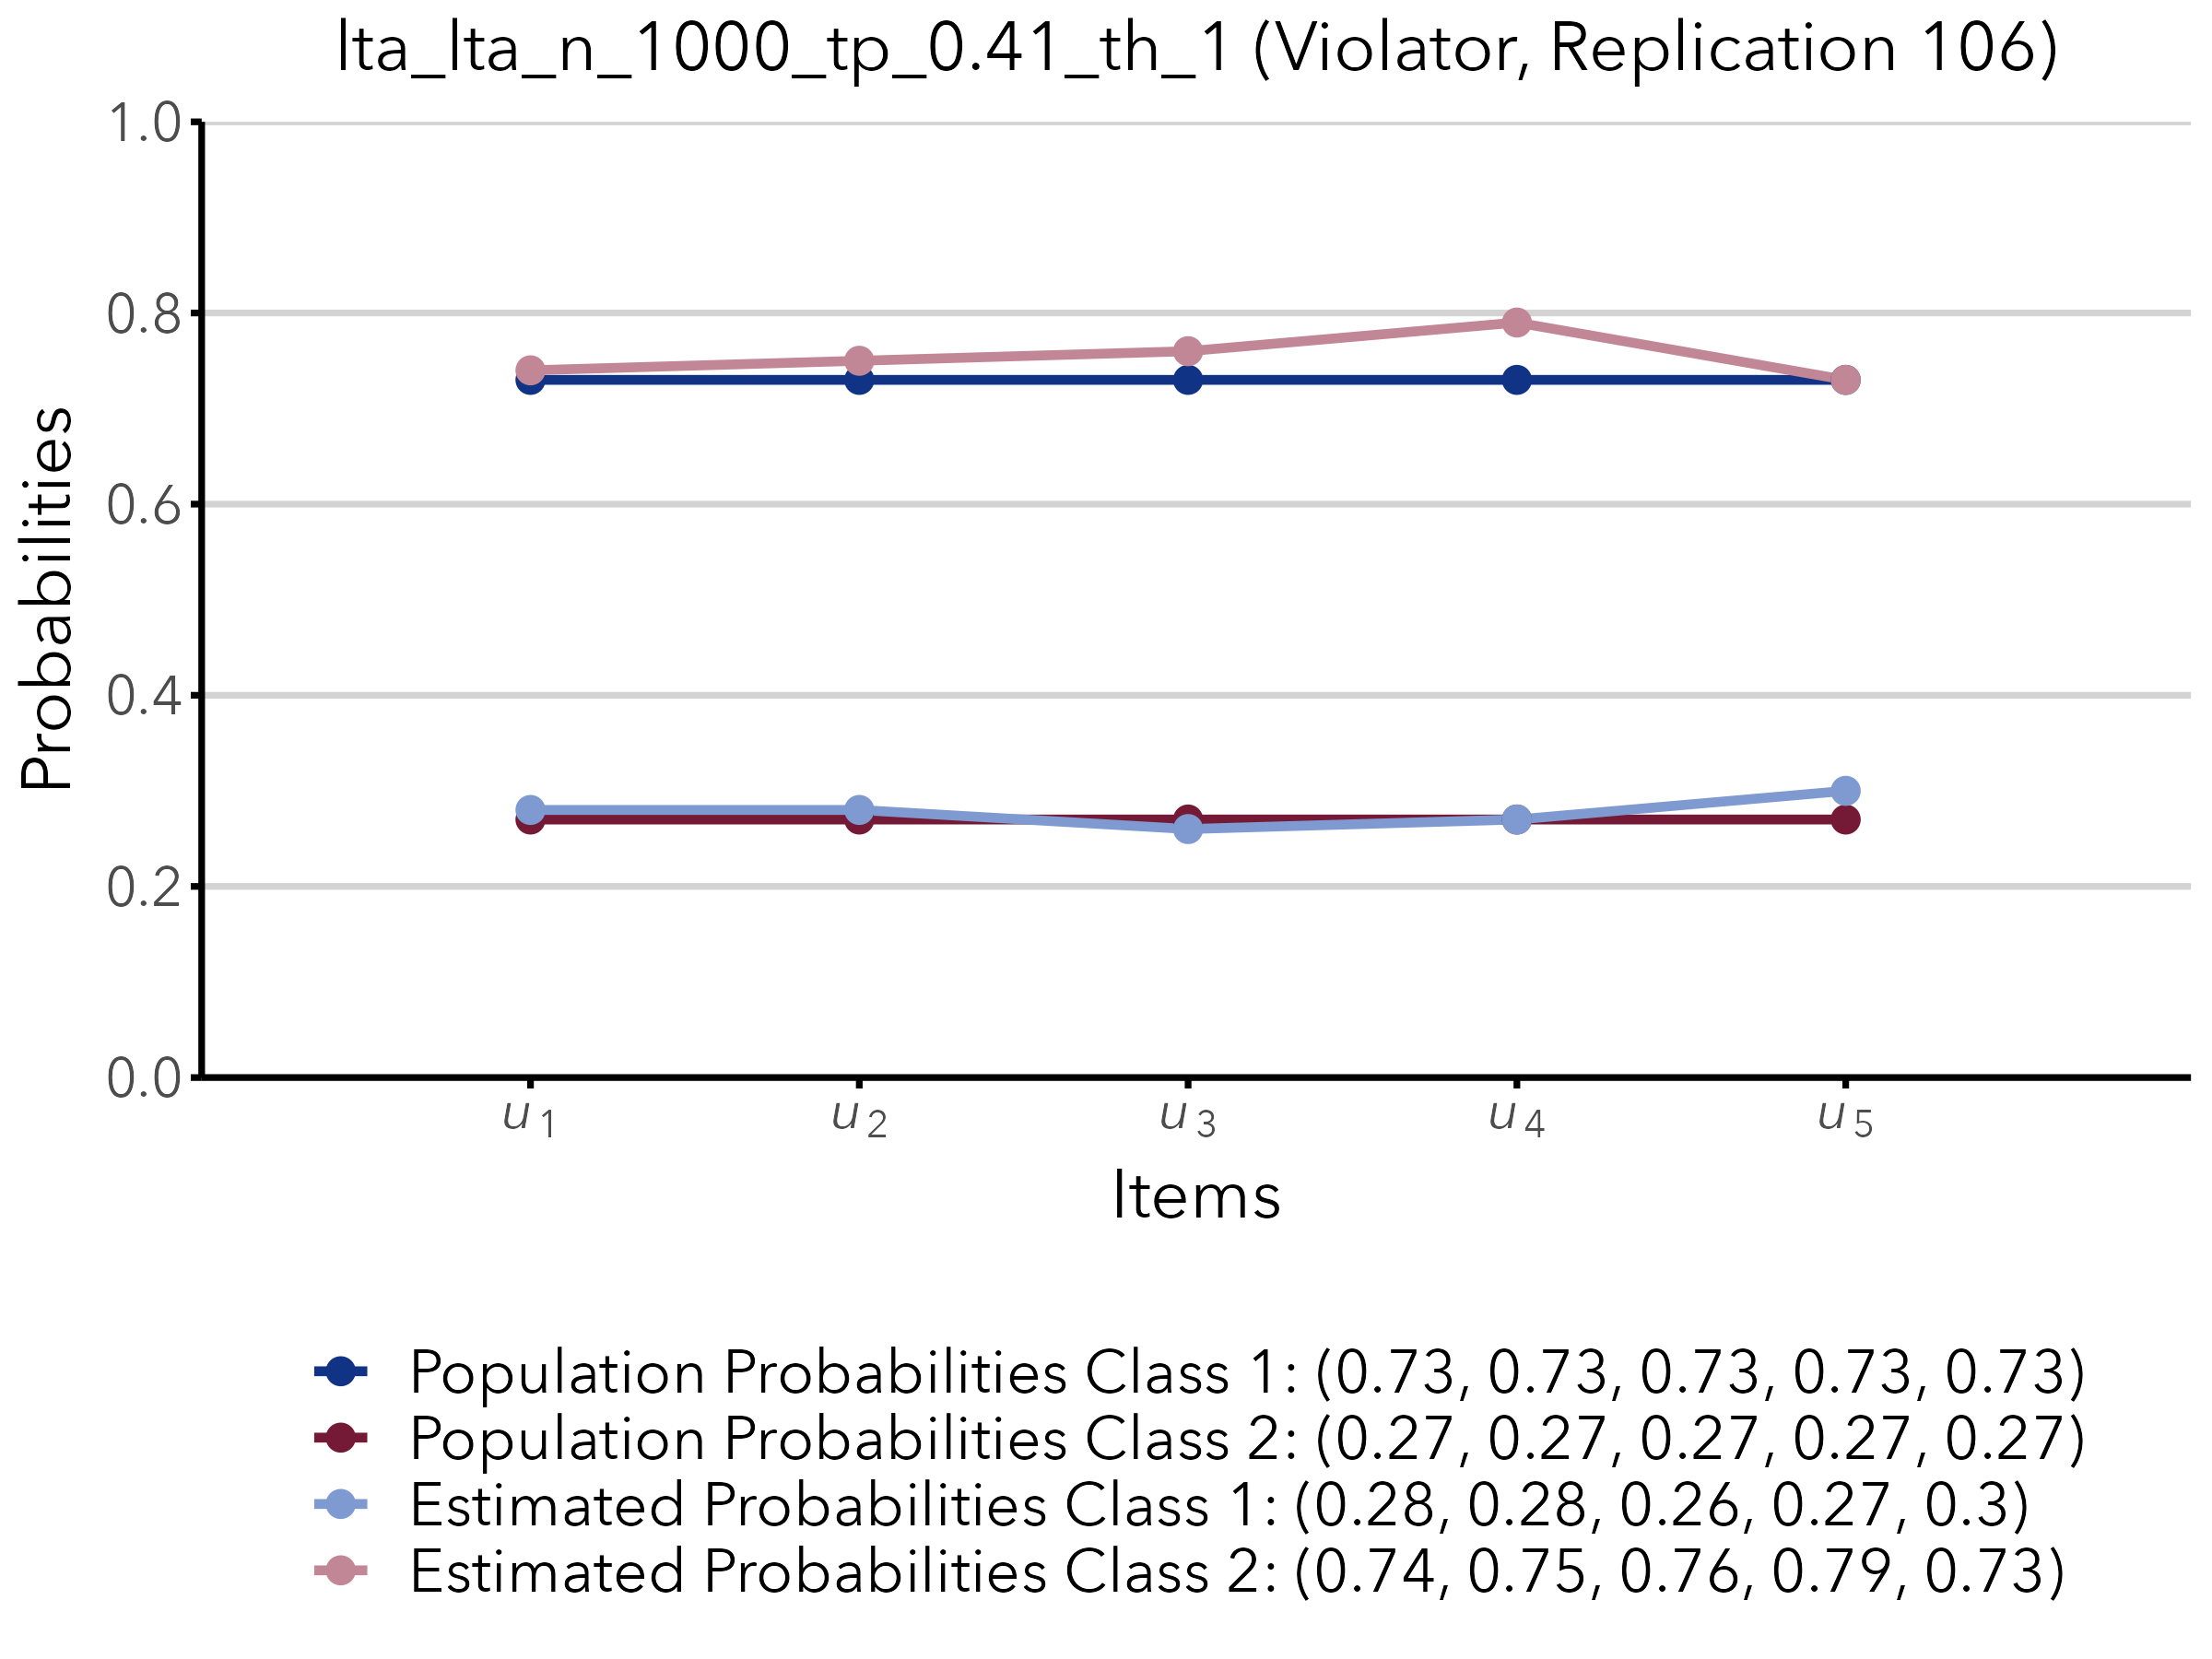 lta_lta_n_1000_tp_0.41_th_1 (Violator, Replication 106)
1.0
0.8
0.6
0.4
0.2
0.0
Probabilities
u1 u2 u3 u4 u5
Items
Population Probabilities Class 1: (0.73, 0.73, 0.73, 0.73, 0.73)
Population Probabilities Class 2: (0.27, 0.27, 0.27, 0.27, 0.27)
Estimated Probabilities Class 1: (0.28, 0.28, 0.26, 0.27, 0.3)
Estimated Probabilities Class 2: (0.74, 0.75, 0.76, 0.79, 0.73)